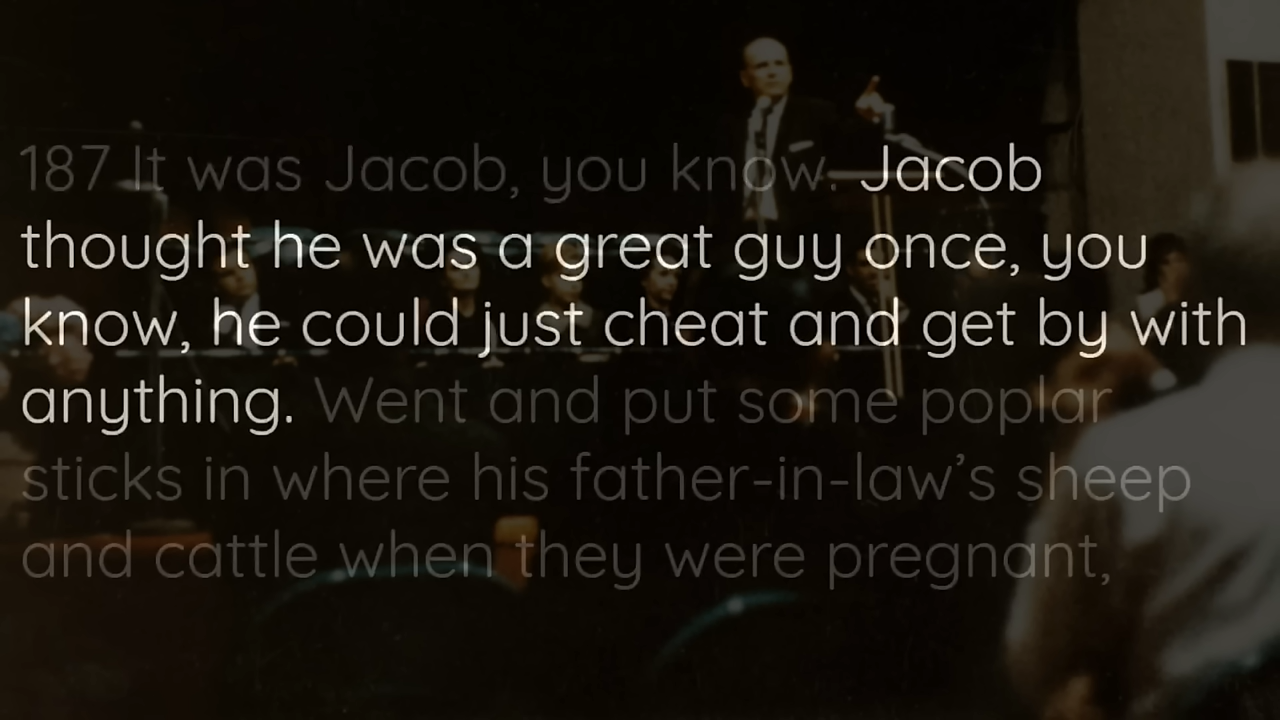 187 It was Jacob, you know. Jacob
thought he was a great guy once, you
know, he could just cheat and get by with
anything. Went and put some poplar
sticks in where his father-in-law’s sheep
and cattle when they were pregnant,